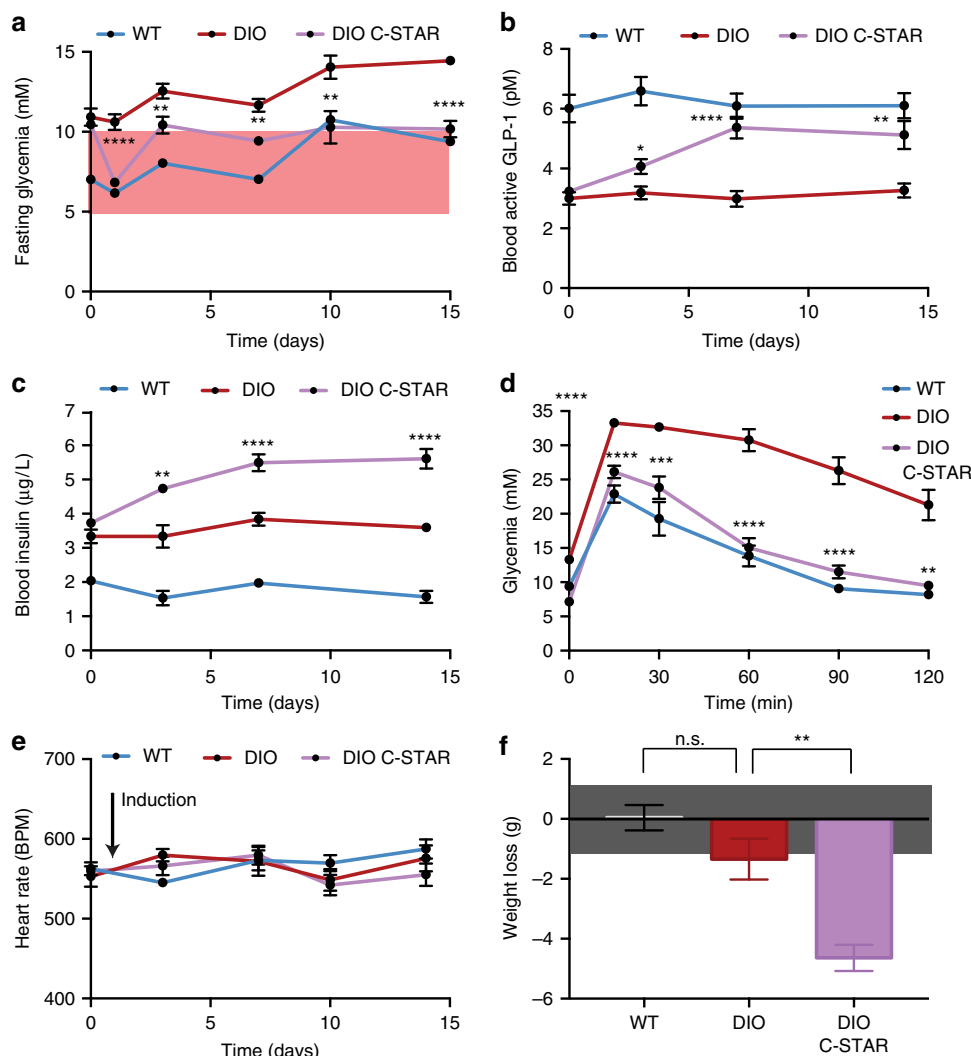 a
WT DIO DIO C-STAR
Fasting glycemia (mM)
15
10
5
0
****
**
**
**
****
0 5 10 15
Time (days)
b
WT DIO DIO C-STAR
Blood active GLP-1 (pM)
8
6
4
2
0
*
****
**
0 5 10 15
Time (days)
c
WT DIO DIO C-STAR
Blood insulin (µg/L)
7
6
5
4
3
2
1
0
**
****
****
0 5 10 15
Time (days)
d
WT
DIO
DIO
C-STAR
Glycemia (mM)
35
30
25
20
15
10
5
0
****
****
***
****
****
**
0 30 60 90 120
Time (min)
e
WT DIO DIO C-STAR
Induction
Heart rate (BPM)
700
600
500
400
0 5 10 15
Time (days)
f
n.s.
**
Weight loss (g)
2
0
−2
−4
−6
WT DIO DIO
C-STAR